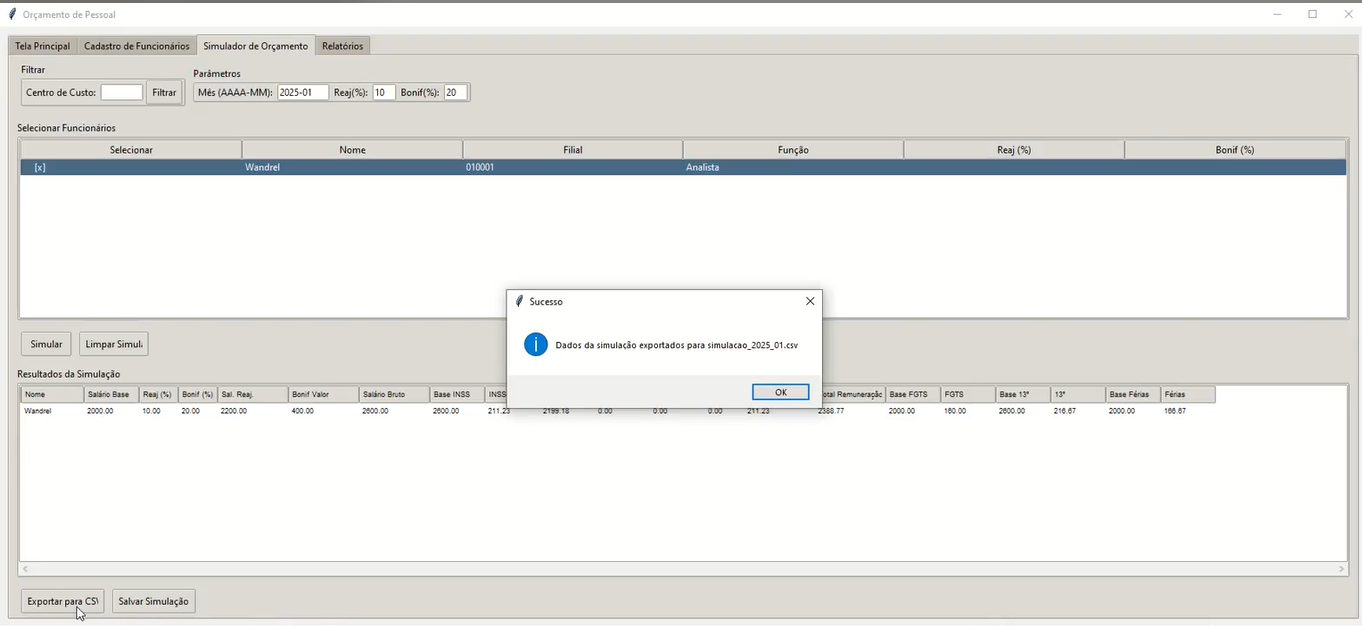 Orçamento de Pessoal
Tela Principal Cadastro de Funcionários Simulador de Orçamento Relatórios
Filtrar
Parâmetros
Centro de Custo: Filtrar Mês (AAAA-MM): 2025-01 Reaj(%): 10 Bonif(%): 20
Selecionar Funcionários
Selecionar Nome Filial Função Reaj (%) Bonif (%)
[x] Wandrel 010001 Analista
Sucesso
Dados da simulação exportados para simulacao_2025_01.csv
OK
Simular Limpar Simul
Resultados da Simulação
Nome Salário Base Reaj (%) Bonif (%) Sal. Reaj. Bonif Valor Salário Bruto Base INSS INSS otal Remuneraçãc Base FGTS FGTS Base 13° 13° Base Férias Férias
Wandrel 2000.00 10.00 20.00 2200.00 400.00 2600.00 2600.00 211.23 2199.18 0.00 0.00 0.00 211.23 2388.77 2000.00 160.00 2600.00 216.67 2000.00 166.67
Exportar para CS Salvar Simulação